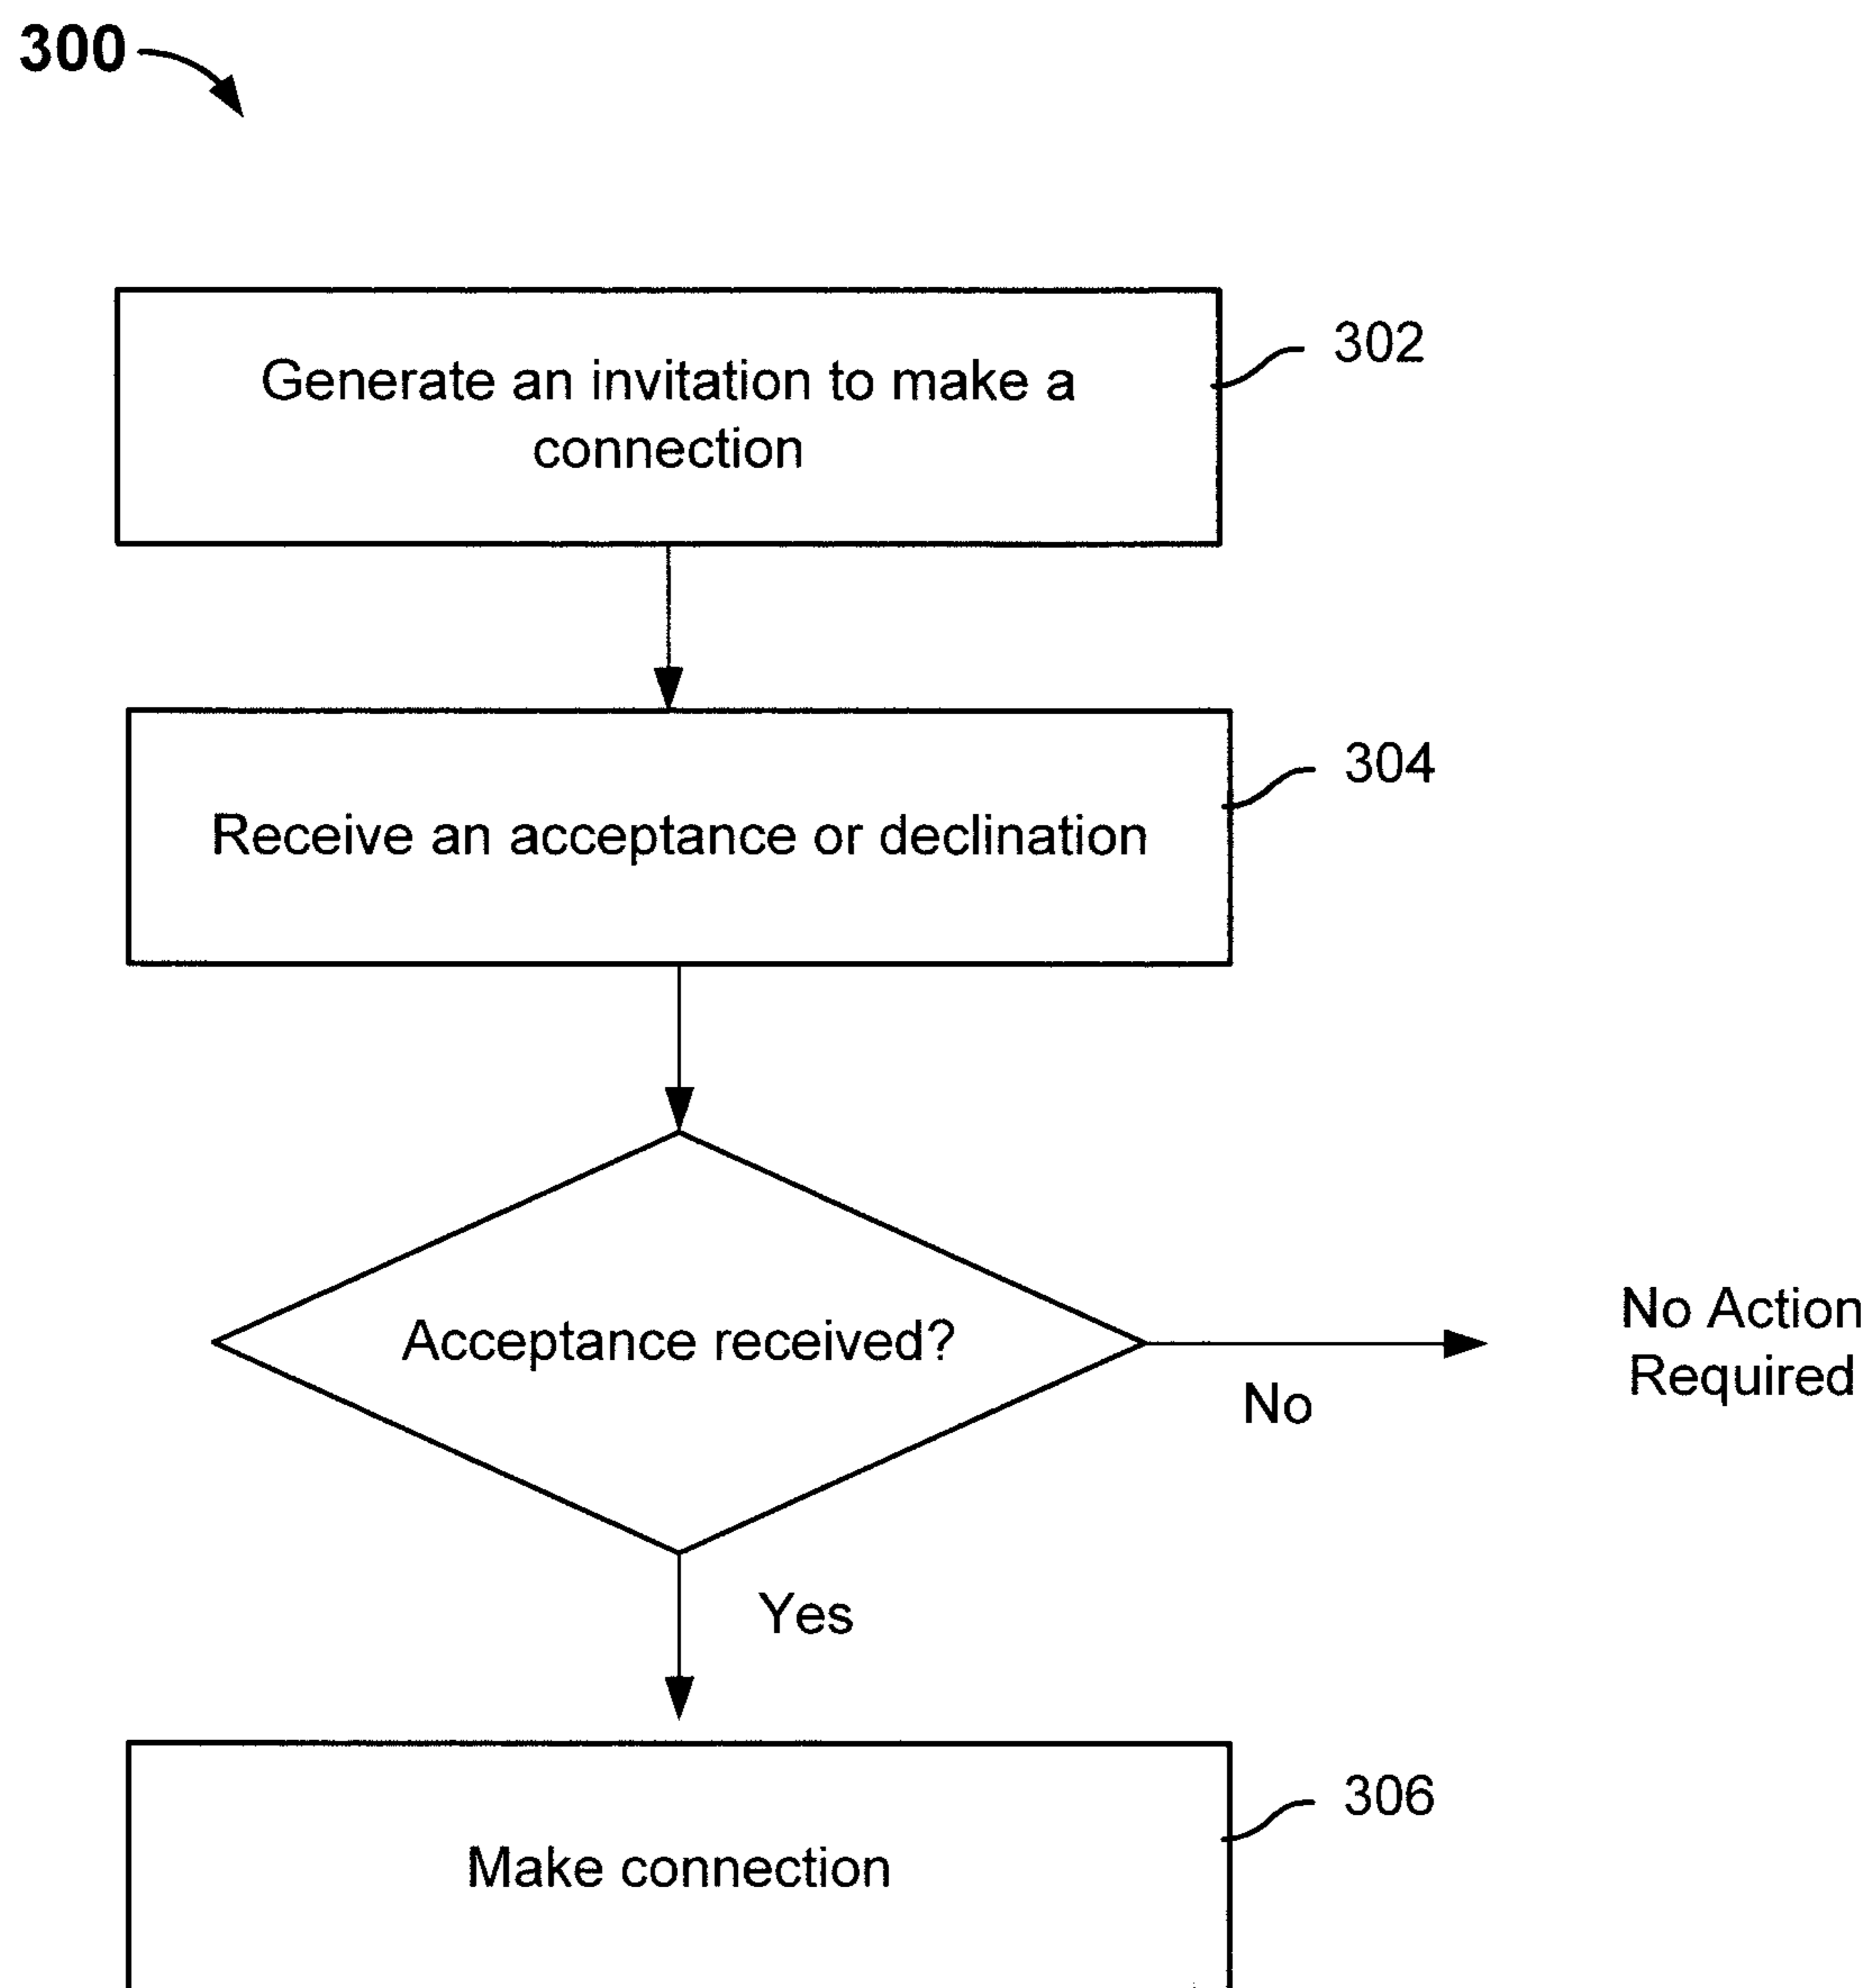 300
Generate an invitation to make a
connection
302
Receive an acceptance or declination
304
Acceptance received?
No
No Action
Required
Yes
Make connection
306